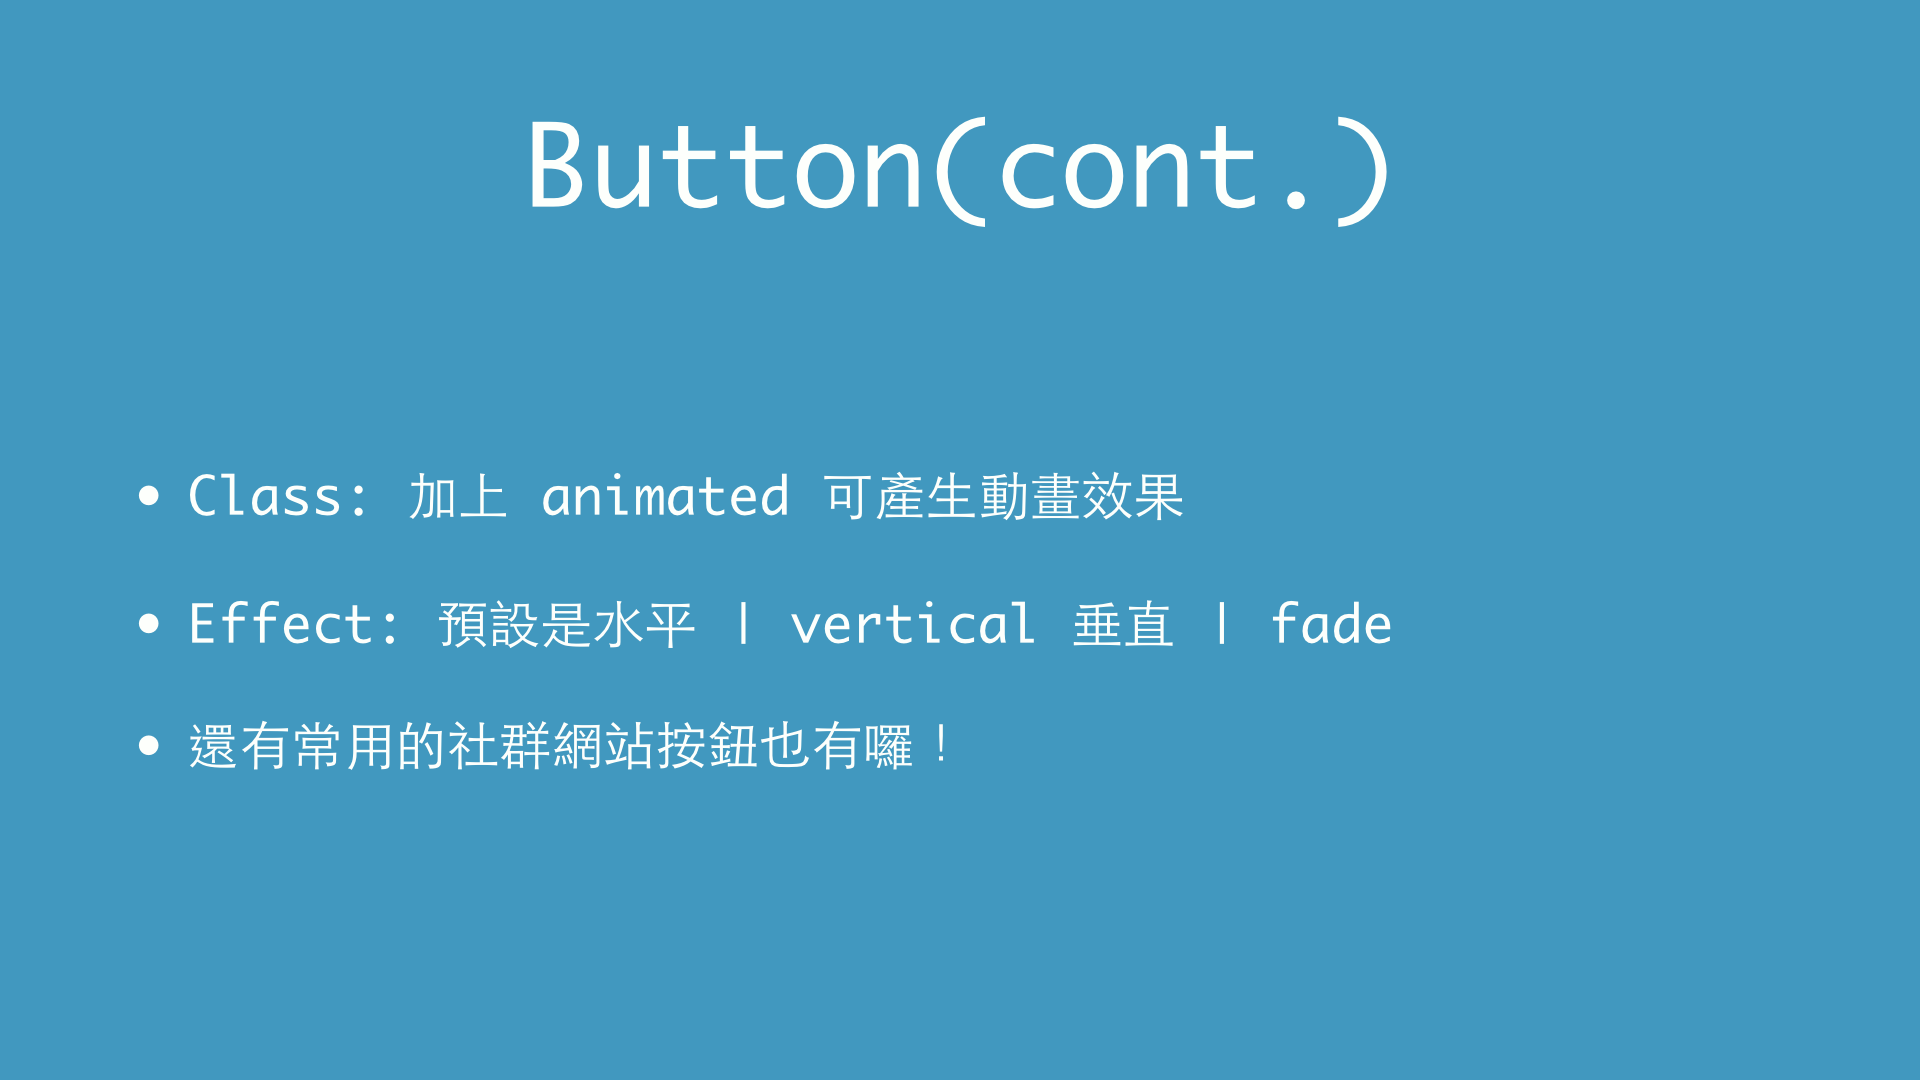 Button(cont.)
• Class: 加上 animated 可產生動畫效果
• Effect: 預設是水平 | vertical 垂直 | fade
• 還有常用的社群網站按鈕也有囉！